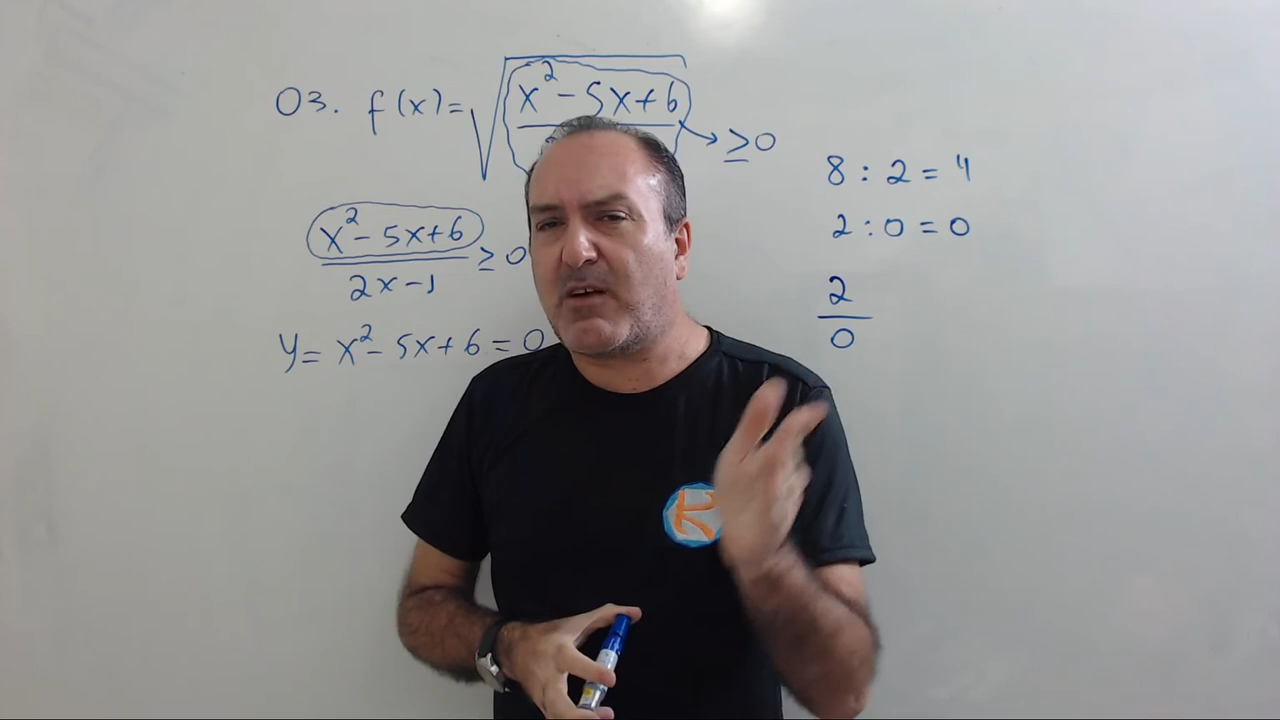 03. f(x)=√x²-5x+6 → ≥0
x²-5x+6
2x-1 ≥0
y= x²-5x+6=0
8:2=4
2:0=0
2
0